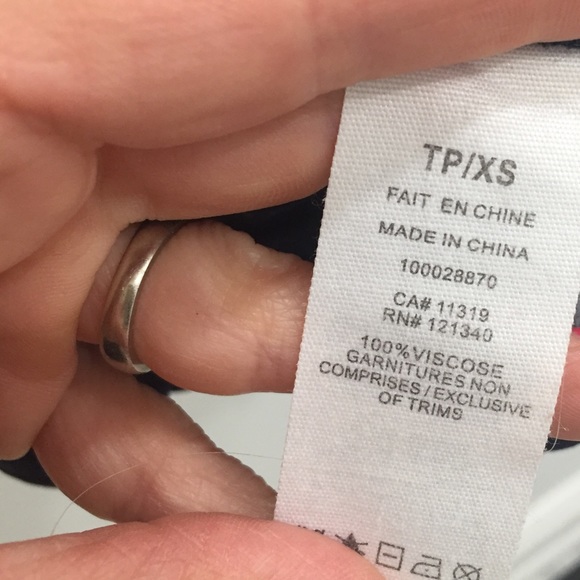 TP/XS
FAIT EN CHINE
MADE IN CHINA
100028870
CA# 11319
RN# 121340
100%VISCOSE
GARNITURES NON
COMPRISES/EXCLUSIVE
OF TRIMS